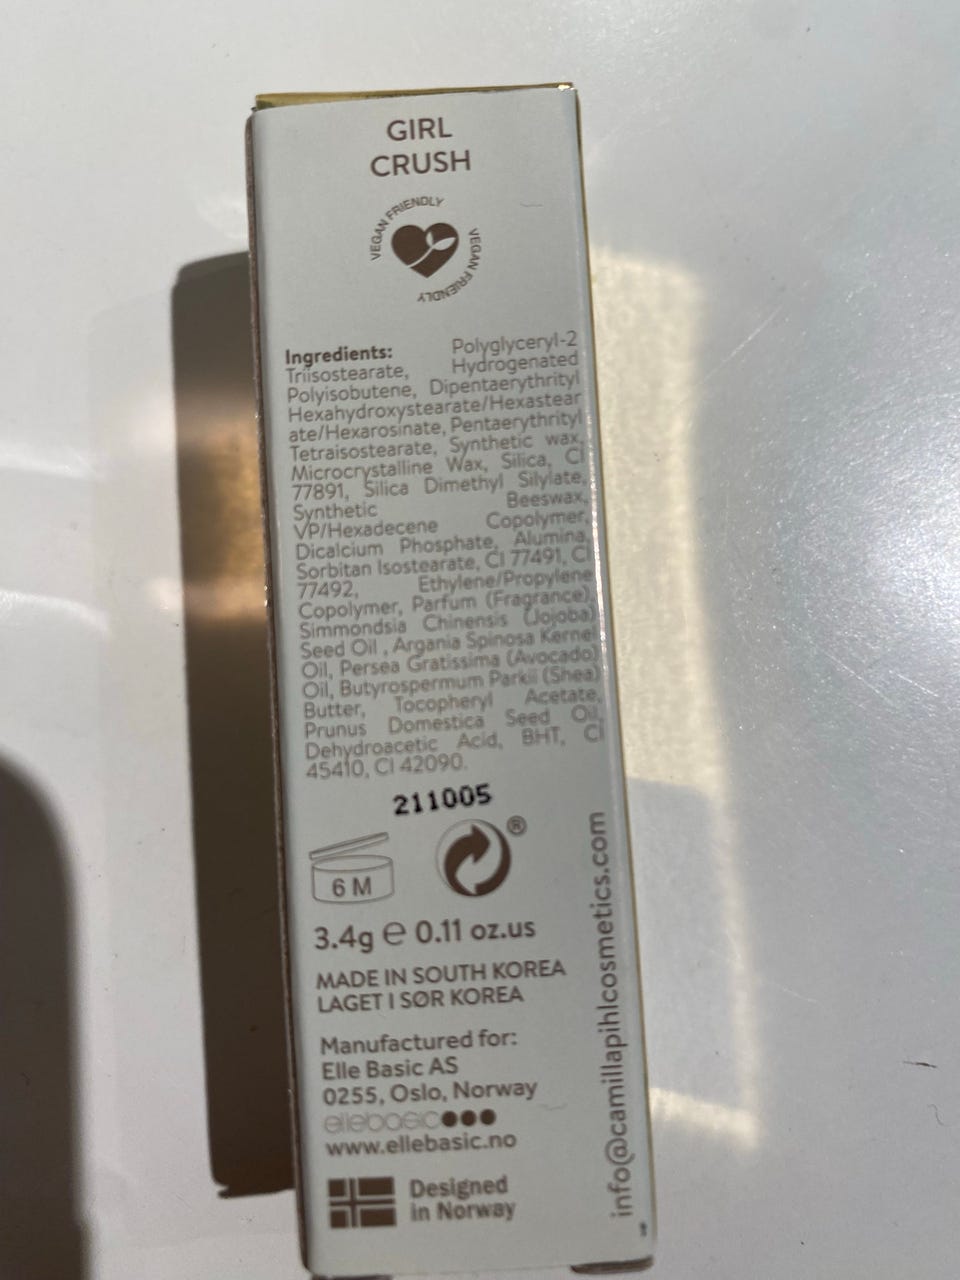 GIRL
CRUSH
VEGAN FRIENDLY
VEGAN FRIENDLY
Ingredients: Polyglyceryl-2
Triisostearate, Hydrogenated
Polyisobutene, Dipentaerythrityl
Hexahydroxystearate/Hexastear
ate/Hexarosinate, Pentaerythrityl
Tetraisostearate, Synthetic wax,
Microcrystalline Wax, Silica, CI
77891, Silica Dimethyl Silylate,
Synthetic Beeswax,
VP/Hexadecene Copolymer,
Dicalcium Phosphate, Alumina,
Sorbitan Isostearate, CI 77491, CI
77492, Ethylene/Propylene
Copolymer, Parfum (Fragrance),
Simmondsia Chinensis (Jojoba)
Seed Oil , Argania Spinosa Kernel
Oil, Persea Gratissima (Avocado)
Oil, Butyrospermum Parkii (Shea)
Butter, Tocopheryl Acetate,
Prunus Domestica Seed Oil,
Dehydroacetic Acid, BHT, CI
45410, CI 42090.
211005
6 M
®
3.4g e 0.11 oz.us
MADE IN SOUTH KOREA
LAGET I SØR KOREA
Manufactured for:
Elle Basic AS
0255, Oslo, Norway
ellebasic
www.ellebasic.no
Designed
in Norway
info@camillapihlcosmetics.com